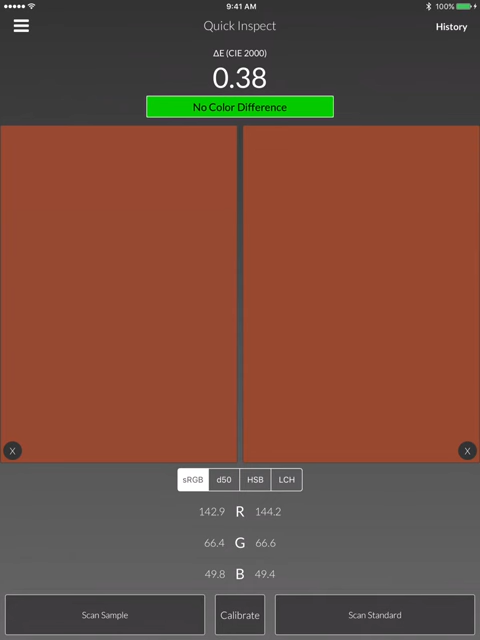 9:41 AM
100%
Quick Inspect
History
ΔE (CIE 2000)
0.38
No Color Difference
X
X
sRGB d50 HSB LCH
142.9 R 144.2
66.4 G 66.6
49.8 B 49.4
Scan Sample
Calibrate
Scan Standard